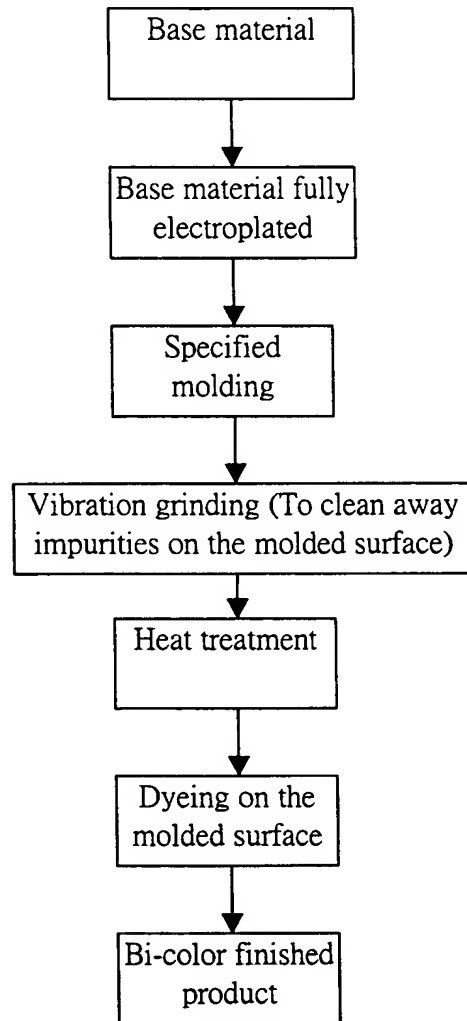 Base material
Base material fully
electroplated
Specified
molding
Vibration grinding (To clean away
impurities on the molded surface)
Heat treatment
Dyeing on the
molded surface
Bi-color finished
product